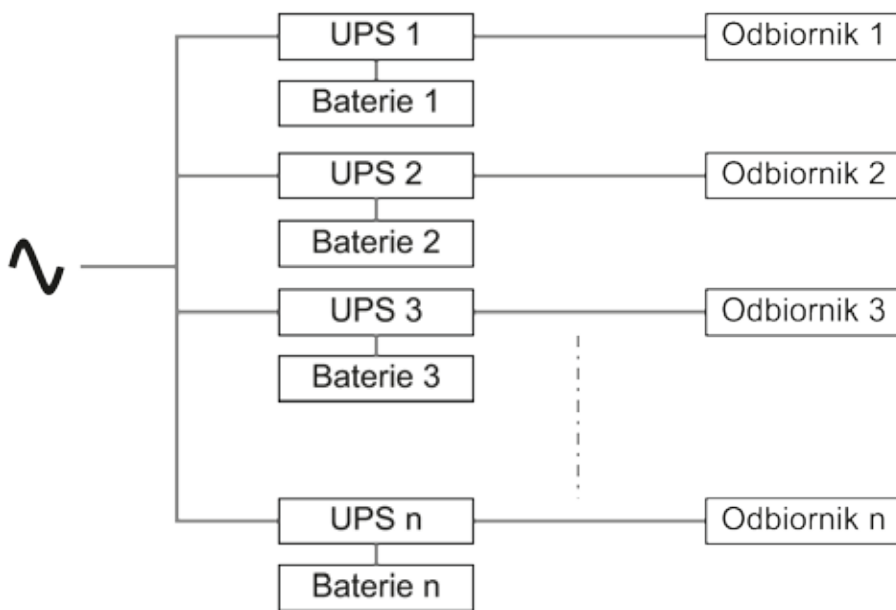 UPS 1
Odbiornik 1
Baterie 1
UPS 2
Odbiornik 2
Baterie 2
UPS 3
Odbiornik 3
Baterie 3
UPS n
Odbiornik n
Baterie n